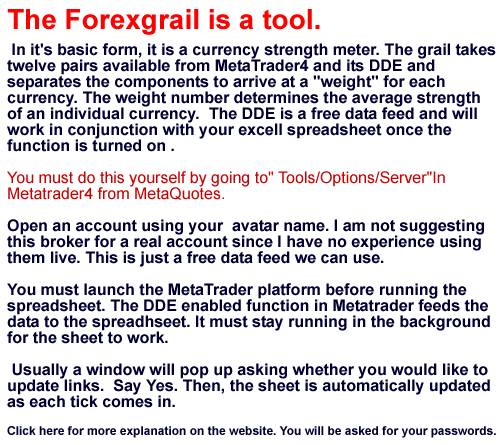 The Forexgrail is a tool.
In it's basic form, it is a currency strength meter. The grail takes
twelve pairs available from MetaTrader4 and its DDE and
separates the components to arrive at a "weight" for each
currency. The weight number determines the average strength
of an individual currency.  The DDE is a free data feed and will
work in conjunction with your excell spreadsheet once the
function is turned on .
You must do this yourself by going to" Tools/Options/Server"In
Metatrader4 from MetaQuotes.
Open an account using your  avatar name. I am not suggesting
this broker for a real account since I have no experience using
them live. This is just a free data feed we can use.
You must launch the MetaTrader platform before running the
spreadsheet. The DDE enabled function in Metatrader feeds the
data to the spreadhseet. It must stay running in the background
for the sheet to work.
Usually a window will pop up asking whether you would like to
update links.  Say Yes. Then, the sheet is automatically updated
as each tick comes in.
Click here for more explanation on the website. You will be asked for your passwords.